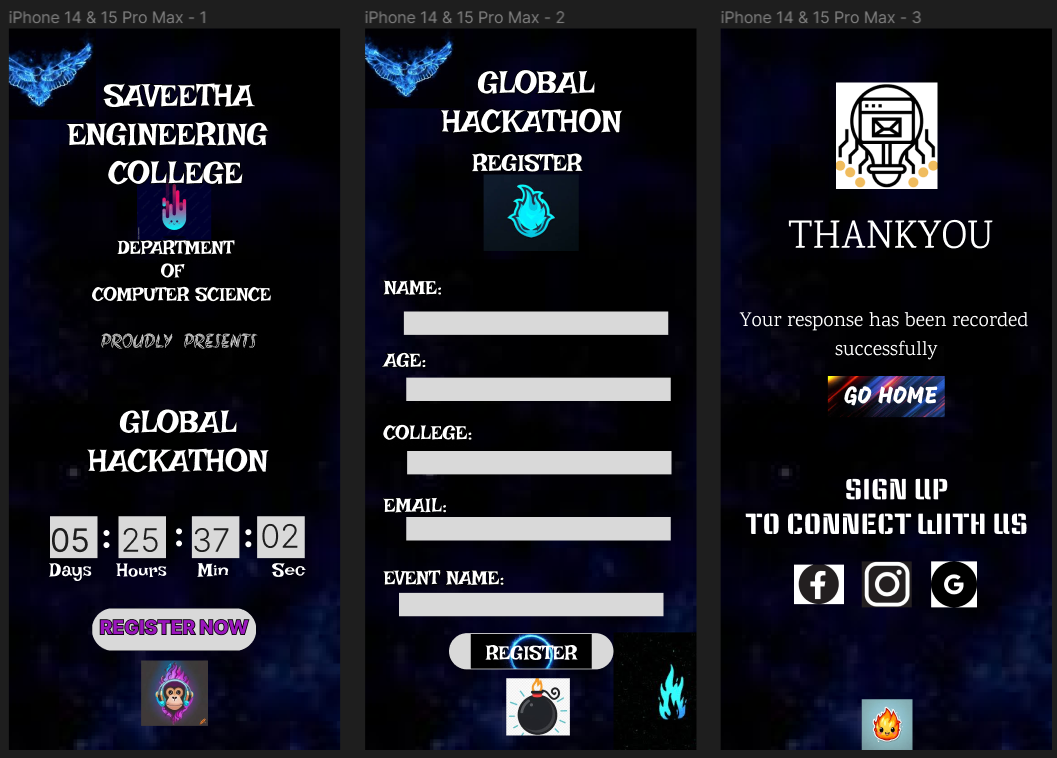 iPhone 14 & 15 Pro Max - 1
SAVEETHA
ENGINEERING
COLLEGE
DEPARTMENT
OF
COMPUTER SCIENCE
PROUDLY PRESENTS
GLOBAL
HACKATHON
05 : 25 : 37 : 02
Days Hours Min Sec
REGISTER NOW
iPhone 14 & 15 Pro Max - 2
GLOBAL
HACKATHON
REGISTER
NAME:
AGE:
COLLEGE:
EMAIL:
EVENT NAME:
REGISTER
iPhone 14 & 15 Pro Max - 3
THANKYOU
Your response has been recorded
successfully
GO HOME
SIGN UP
TO CONNECT WITH US
f
G